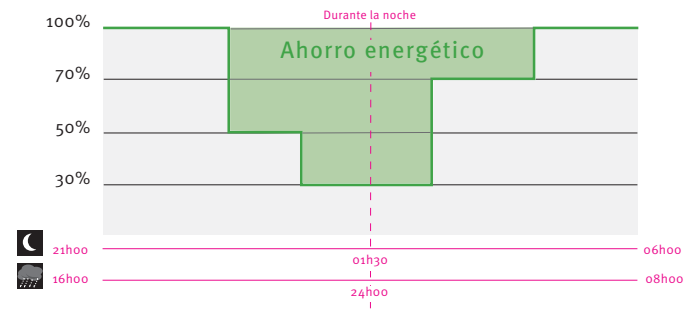 Durante la noche
100%
Ahorro energético
70%
50%
30%
21h00
01h30
06h00
16h00
24h00
08h00